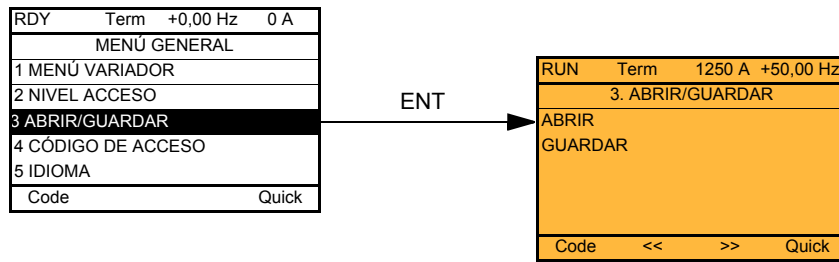 RDY Term +0,00 Hz 0 A
MENÚ GENERAL
1 MENÚ VARIADOR
2 NIVEL ACCESO
3 ABRIR/GUARDAR
4 CÓDIGO DE ACCESO
5 IDIOMA
Code Quick
ENT
RUN Term 1250 A +50,00 Hz
3. ABRIR/GUARDAR
ABRIR
GUARDAR
Code << >> Quick